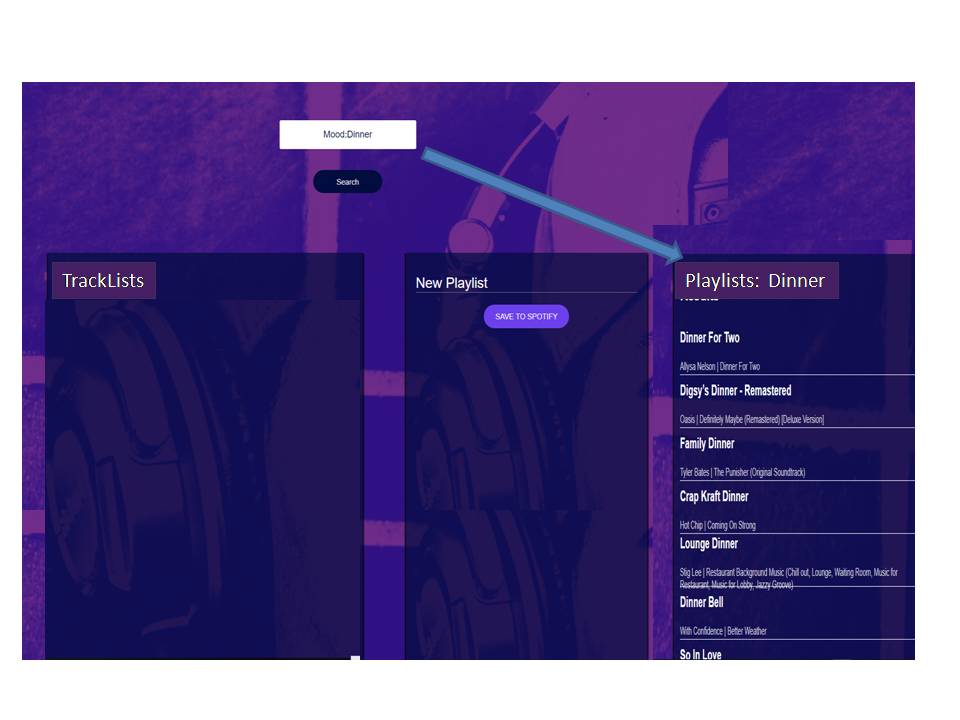 Mood:Dinner
Search
TrackLists
New Playlist
SAVE TO SPOTIFY
Playlists: Dinner
Results
Dinner For Two
Allysa Nelson | Dinner For Two
Digsy's Dinner - Remastered
Oasis | Definitely Maybe (Remastered) [Deluxe Version]
Family Dinner
Tyler Bates | The Punisher (Original Soundtrack)
Crap Kraft Dinner
Hot Chip | Coming On Strong
Lounge Dinner
Stig Lee | Restaurant Background Music (Chill out, Lounge, Waiting Room, Music for
Restaurant, Music for Lobby, Jazzy Groove)
Dinner Bell
With Confidence | Better Weather
So In Love